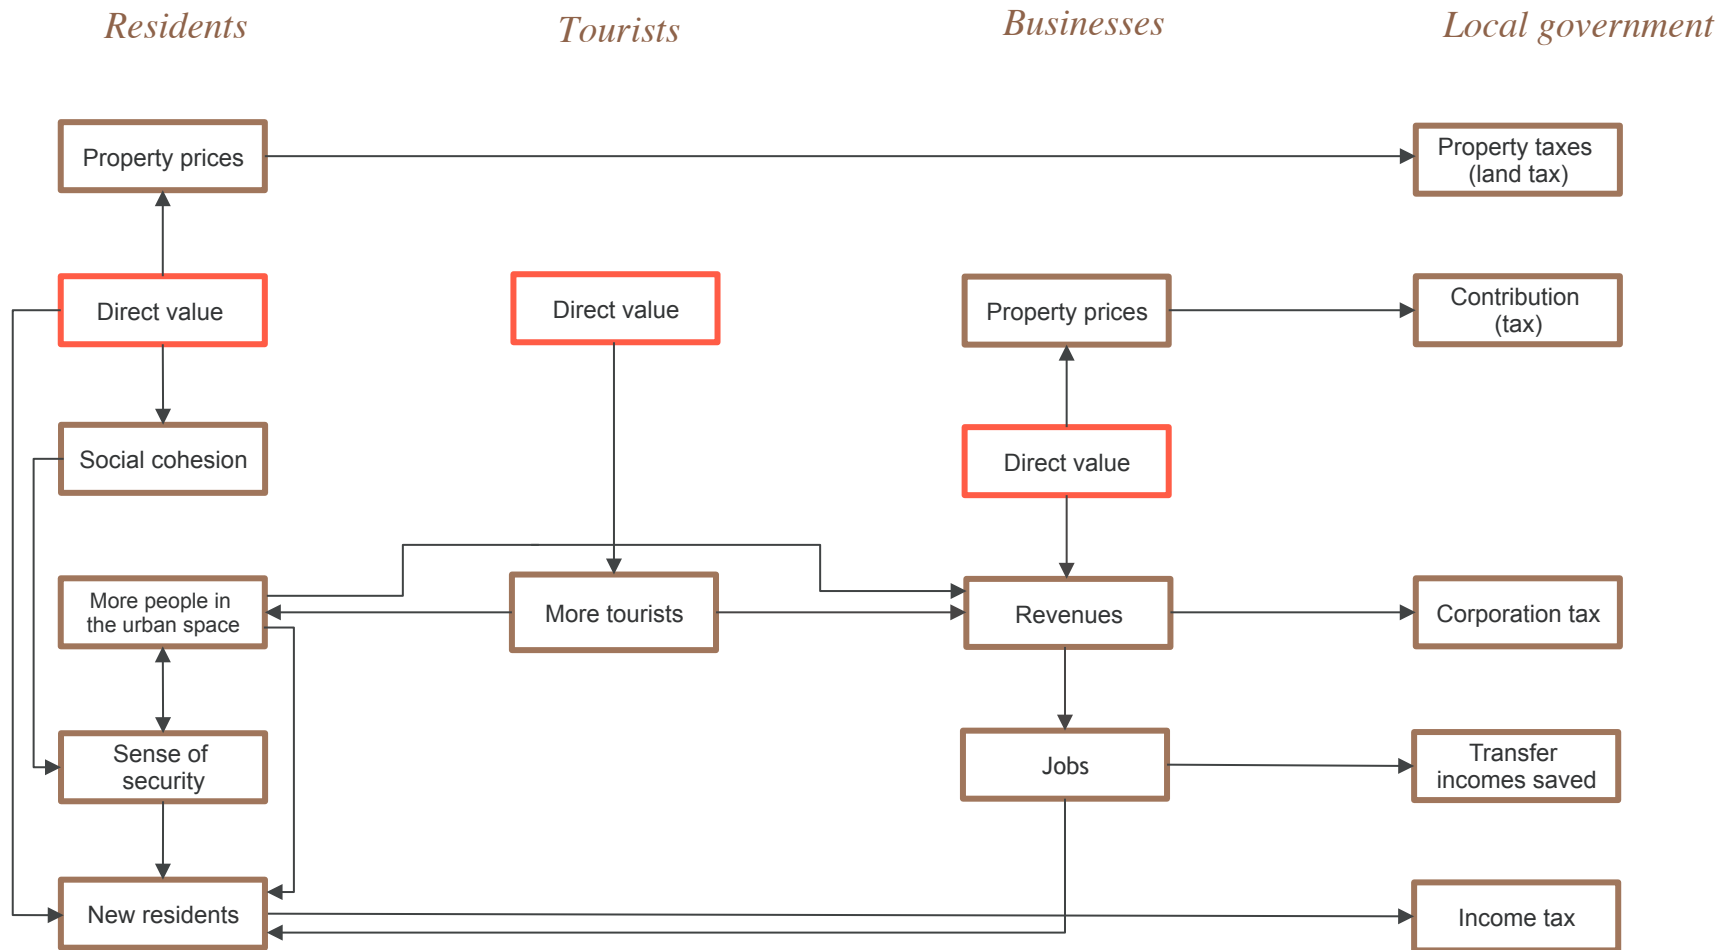 Residents
Tourists
Businesses
Local government
Property prices
Property taxes
(land tax)
Direct value
Direct value
Property prices
Contribution
(tax)
Social cohesion
Direct value
More people in
the urban space
More tourists
Revenues
Corporation tax
Sense of
security
Jobs
Transfer
incomes saved
New residents
Income tax